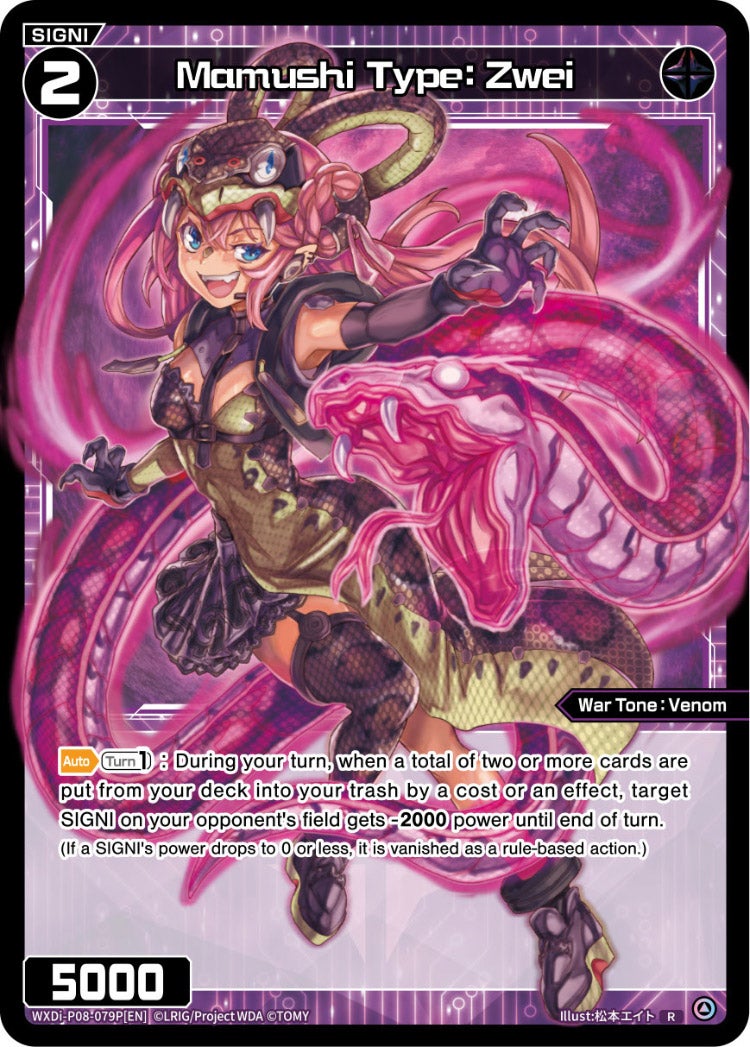 SIGNI
2
Mamushi Type: Zwei
War Tone : Venom
Auto Turn 1 : During your turn, when a total of two or more cards are
put from your deck into your trash by a cost or an effect, target
SIGNI on your opponent's field gets -2000 power until end of turn.
(If a SIGNI's power drops to 0 or less, it is vanished as a rule-based action.)
5000
WXDi-P08-079P[EN] ©LRIG/Project WDA ©TOMY Illust:松本エイト R